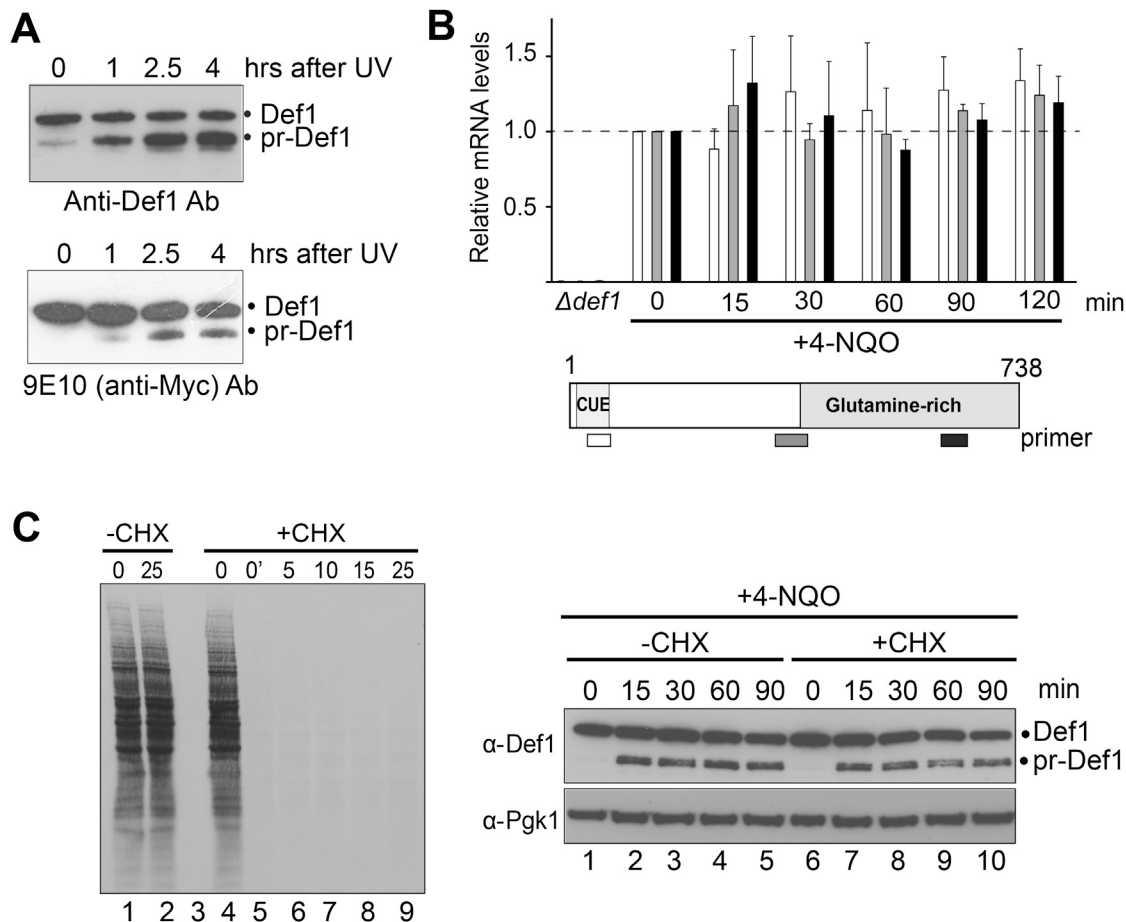 A
0 1 2.5 4 hrs after UV
• Def1
• pr-Def1
Anti-Def1 Ab
0 1 2.5 4 hrs after UV
• Def1
• pr-Def1
9E10 (anti-Myc) Ab
B
Relative mRNA levels
1.5
1.0
0.5
Δdef1 0 15 30 60 90 120 min
+4-NQO
1 738
CUE Glutamine-rich
primer
C
-CHX +CHX
0 25 0 0' 5 10 15 25
1 2 3 4 5 6 7 8 9
+4-NQO
-CHX +CHX
0 15 30 60 90 0 15 30 60 90 min
α-Def1
• Def1
• pr-Def1
α-Pgk1
1 2 3 4 5 6 7 8 9 10